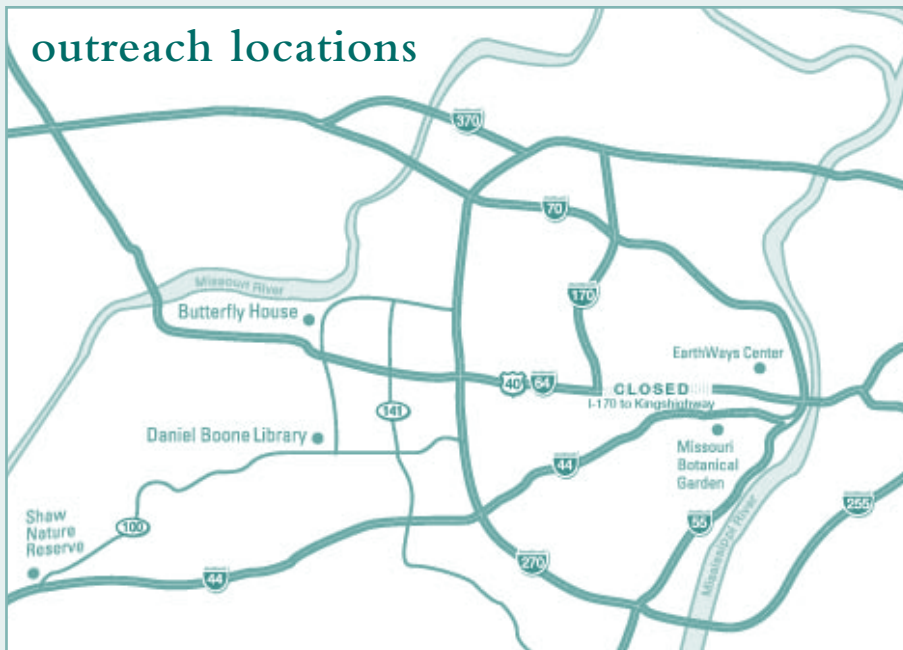 outreach locations
370
70
Missouri River
170
Butterfly House
EarthWays Center
40
64
CLOSED
I-170 to Kingshighway
141
Daniel Boone Library
Missouri
Botanical
Garden
44
Shaw
Nature
Reserve
100
55
255
Mississippi River
270
44